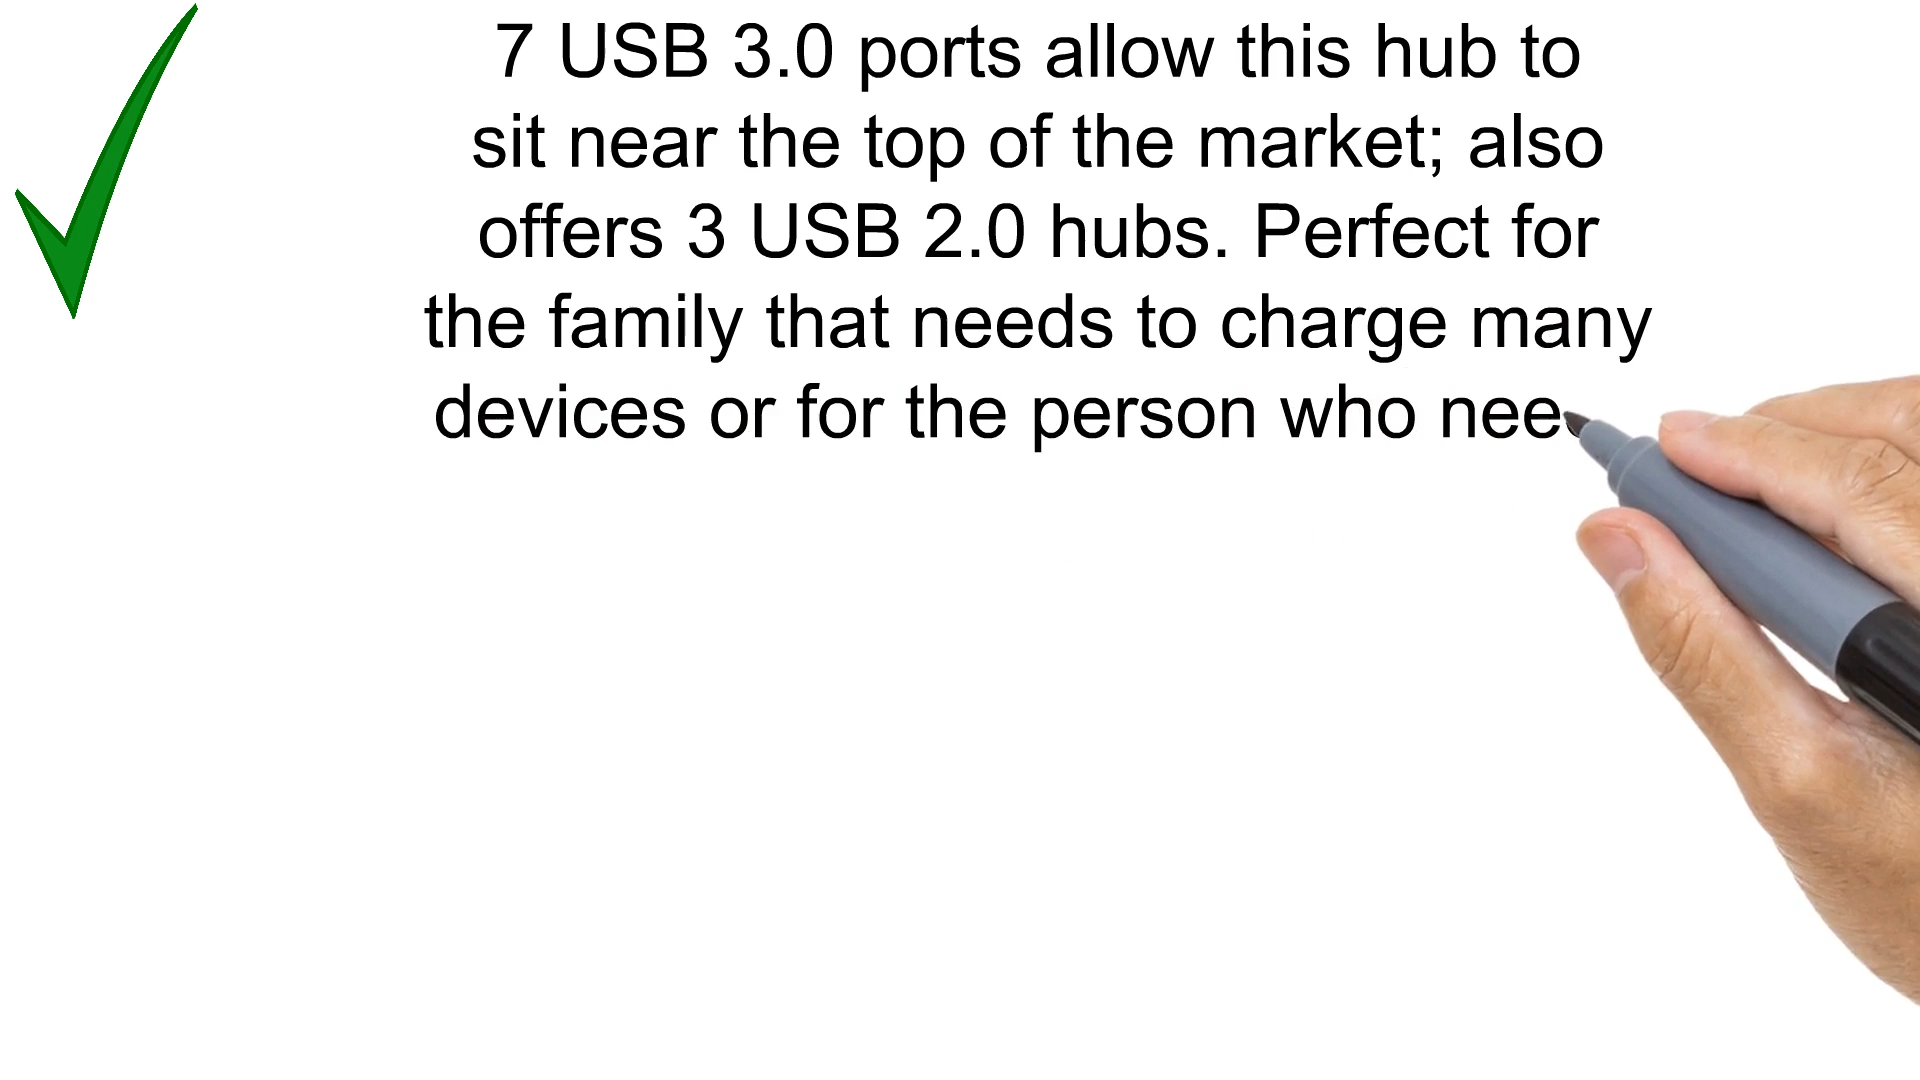 7 USB 3.0 ports allow this hub to
sit near the top of the market; also
offers 3 USB 2.0 hubs. Perfect for
the family that needs to charge many
devices or for the person who nee